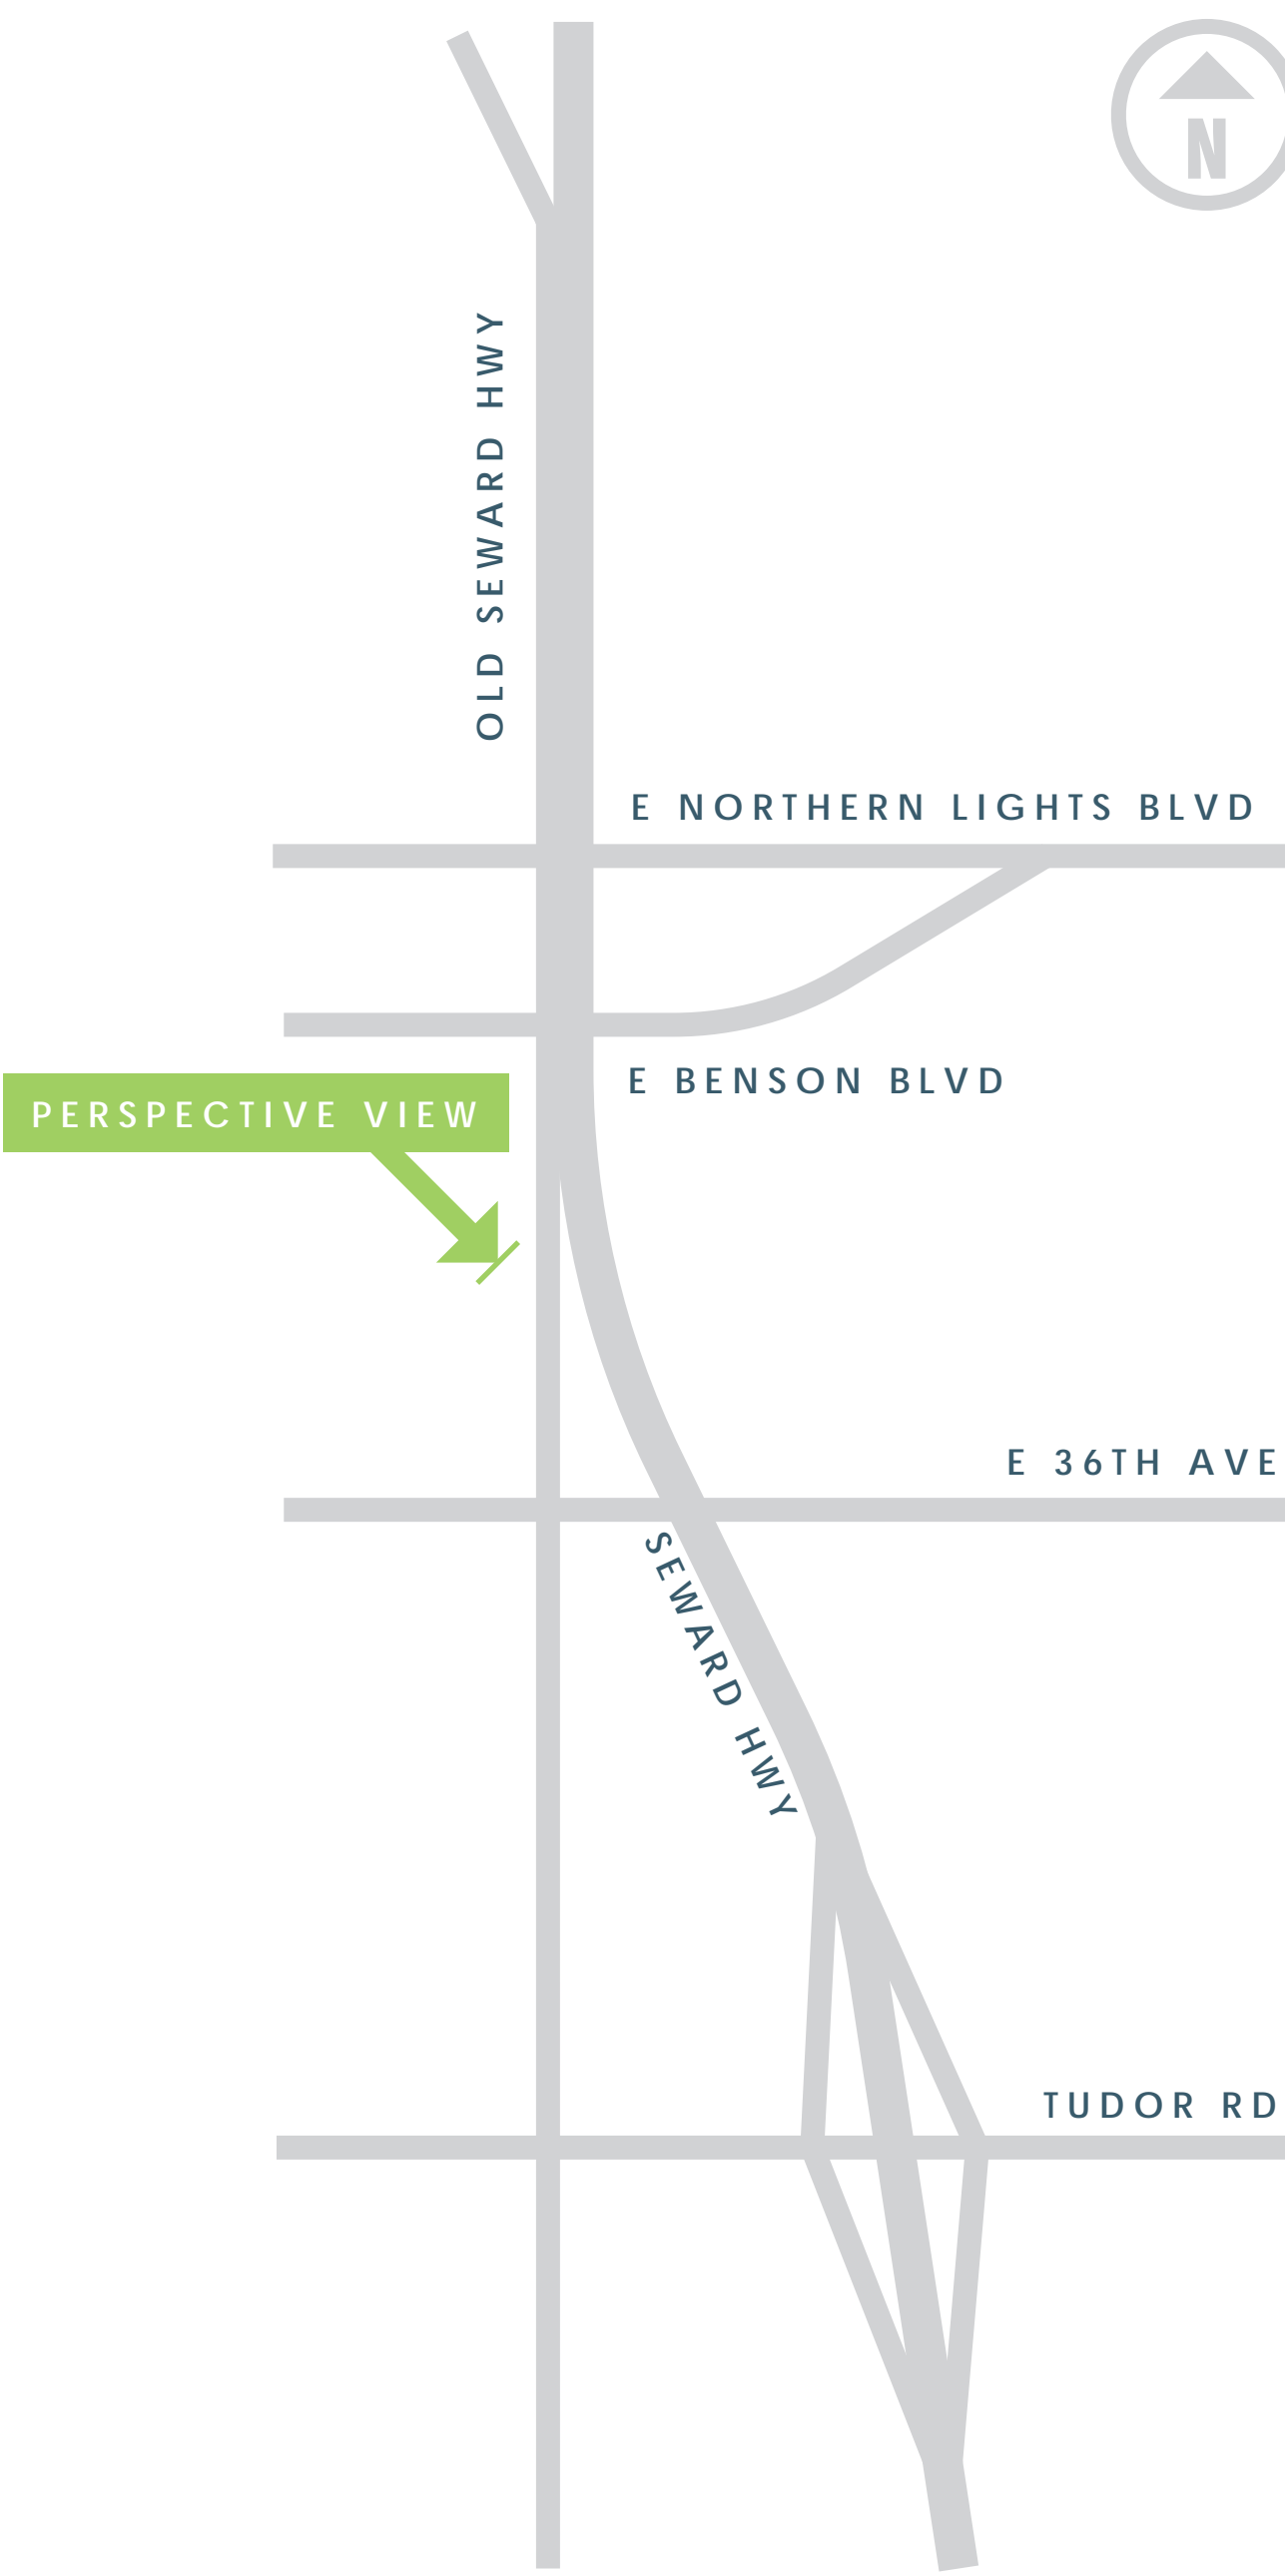 N
OLD SEWARD HWY
E NORTHERN LIGHTS BLVD
E BENSON BLVD
PERSPECTIVE VIEW
E 36TH AVE
SEWARD HWY
TUDOR RD